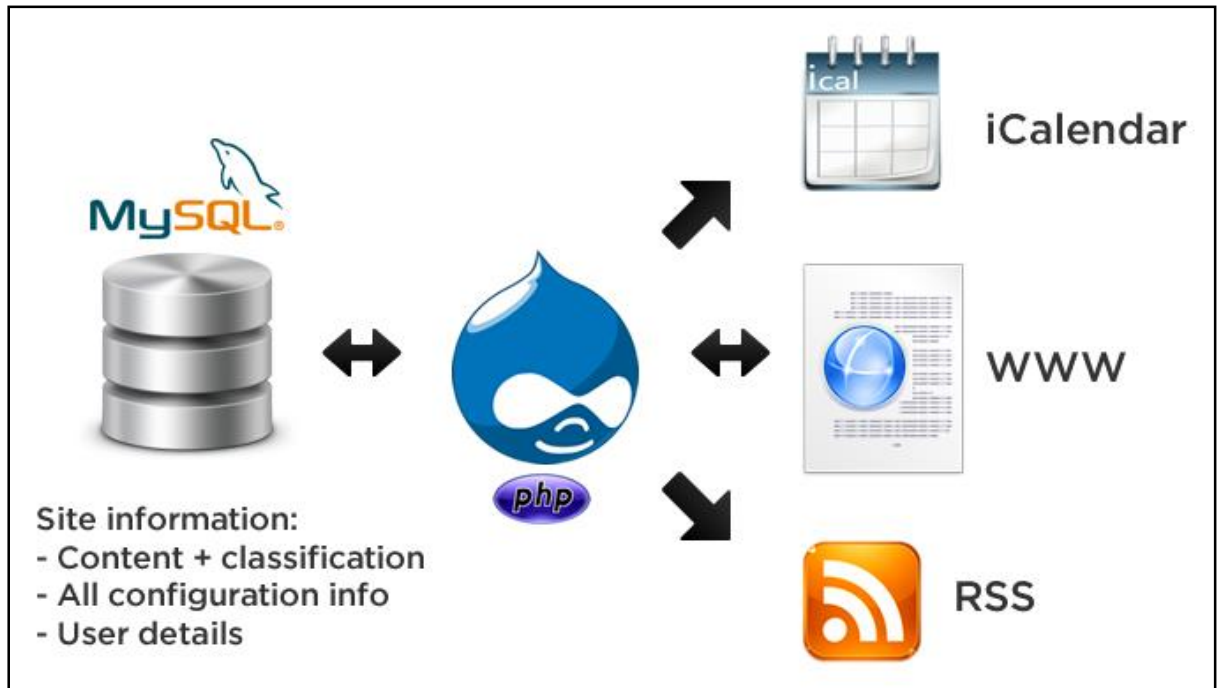 ical
iCalendar
MySQL®
www
php
Site information:
- Content + classification
- All configuration info
- User details
RSS